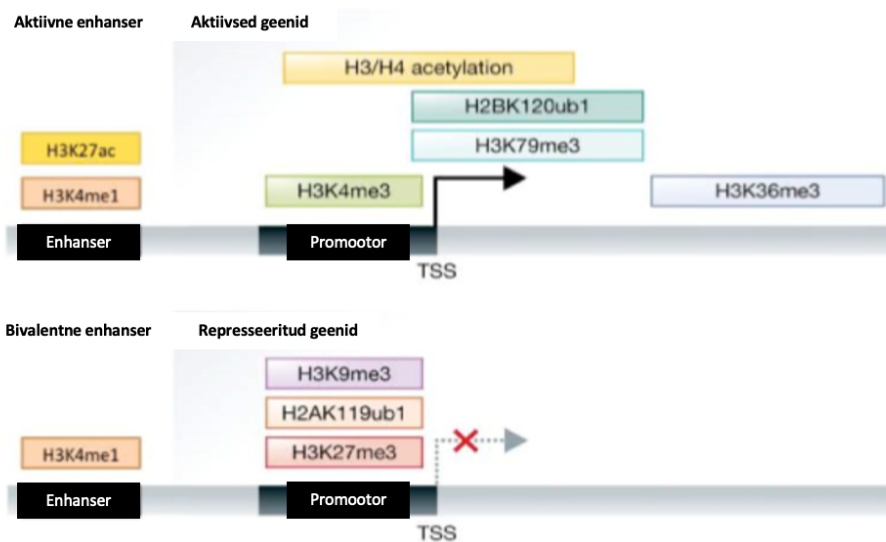 Aktiivne enhanser
Aktiivsed geenid
H3/H4 acetylation
H2BK120ub1
H3K27ac
H3K79me3
H3K4me1
H3K4me3
H3K36me3
Enhanser
Promootor
TSS
Bivalentne enhanser
Represseeritud geenid
H3K9me3
H2AK119ub1
H3K4me1
H3K27me3
Enhanser
Promootor
TSS